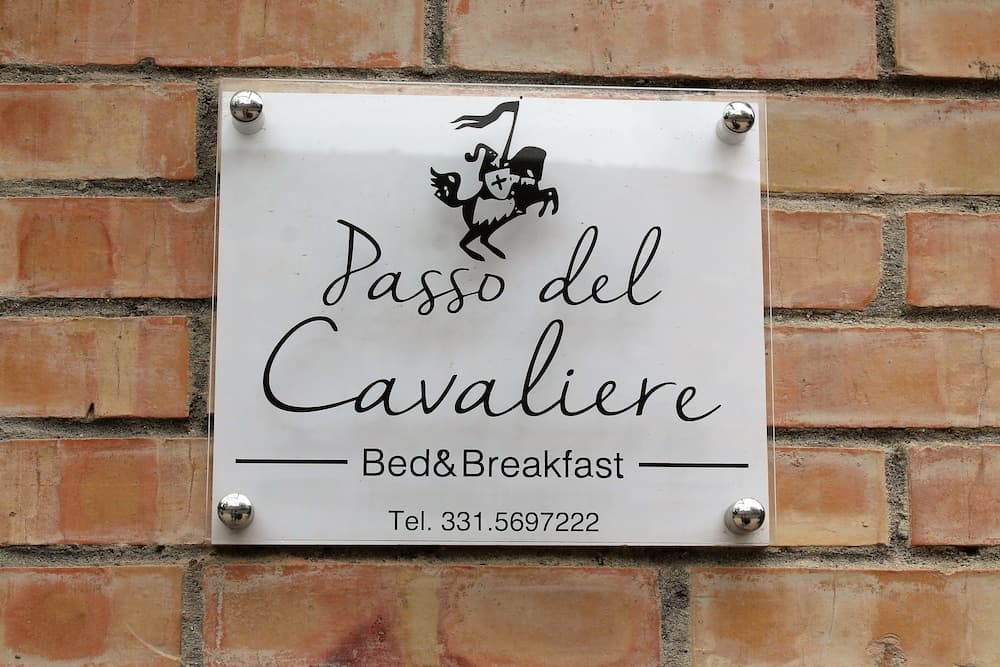 Passo del
Cavaliere
Bed&Breakfast
Tel. 331.5697222